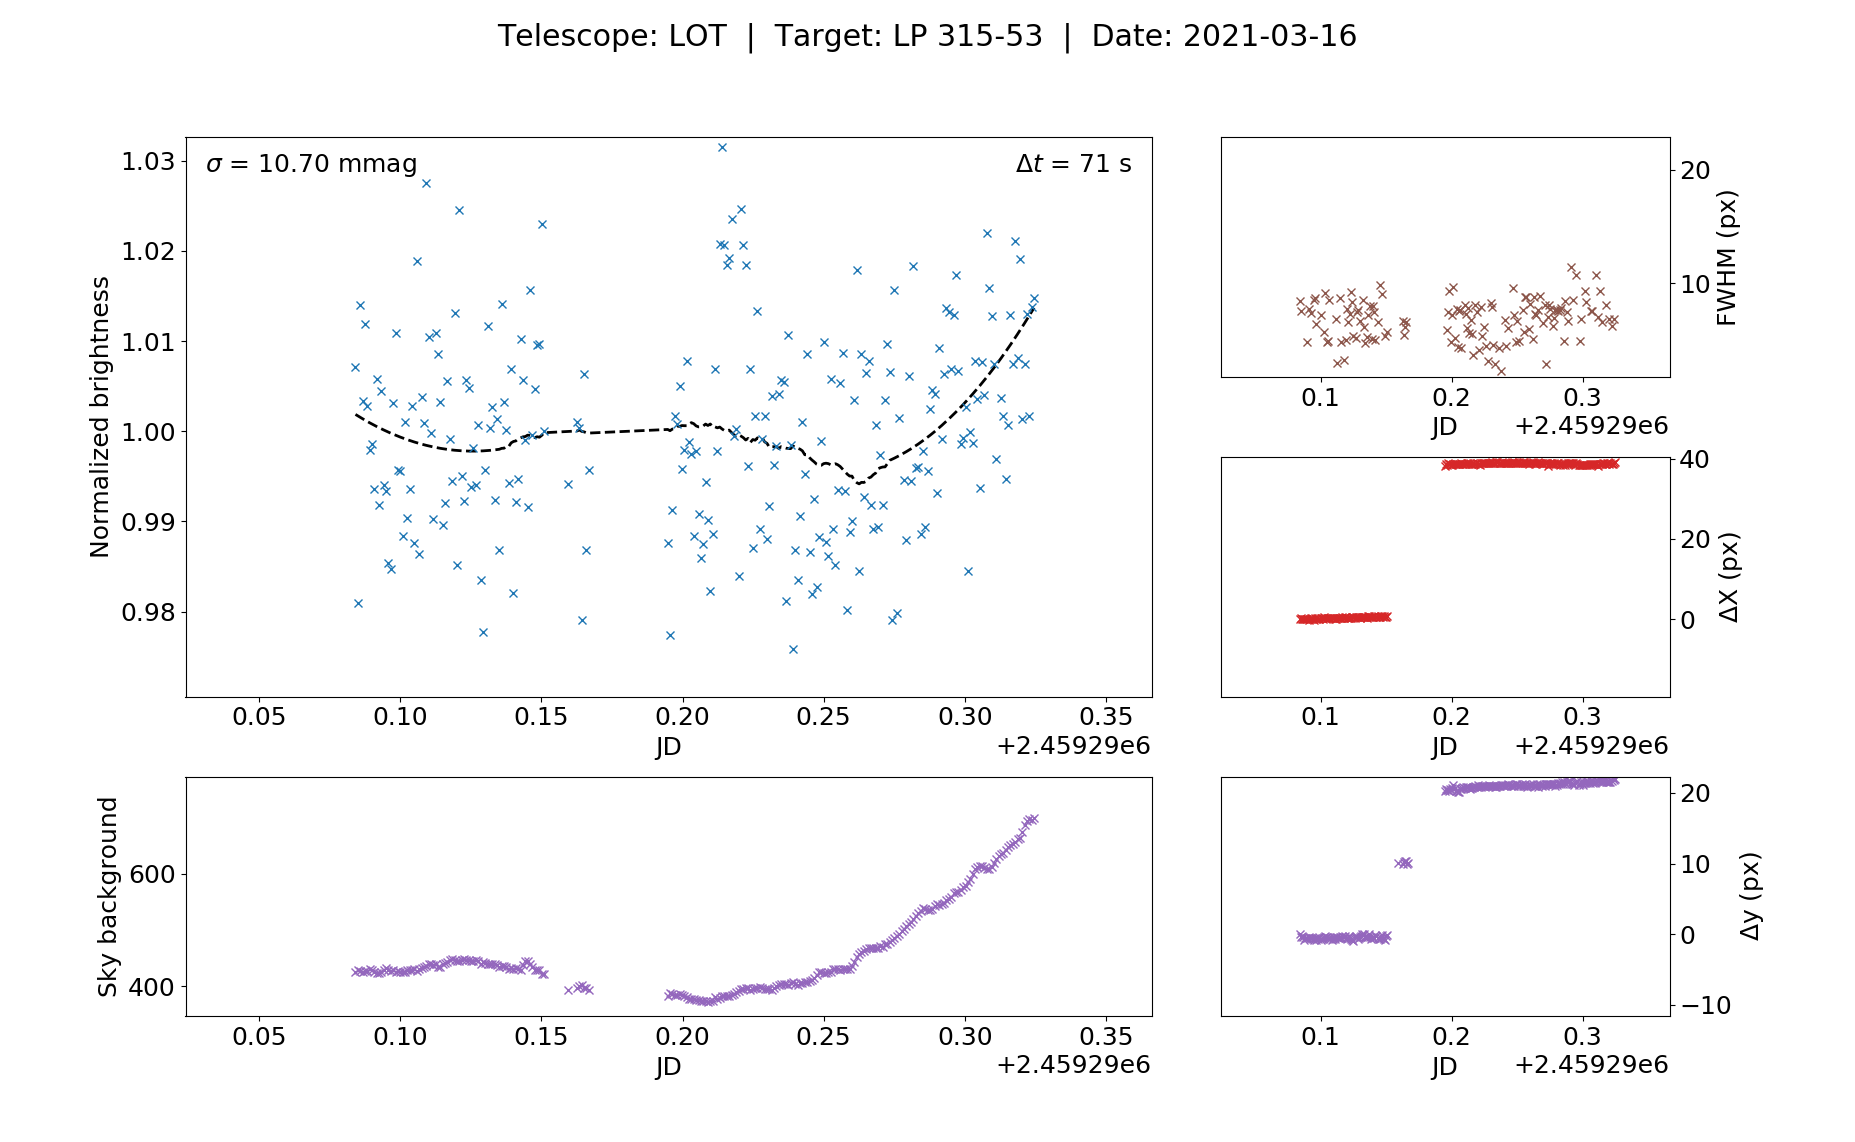 Telescope: LOT | Target: LP 315-53 | Date: 2021-03-16
σ = 10.70 mmag
Δt = 71 s
Normalized brightness
1.03
1.02
1.01
1.00
0.99
0.98
0.05 0.10 0.15 0.20 0.25 0.30 0.35
JD
+2.45929e6
20
10
FWHM (px)
0.1 0.2 0.3
JD
+2.45929e6
40
20
0
ΔX (px)
0.1 0.2 0.3
JD
+2.45929e6
Sky background
600
400
0.05 0.10 0.15 0.20 0.25 0.30 0.35
JD
+2.45929e6
20
10
0
−10
Δy (px)
0.1 0.2 0.3
JD
+2.45929e6